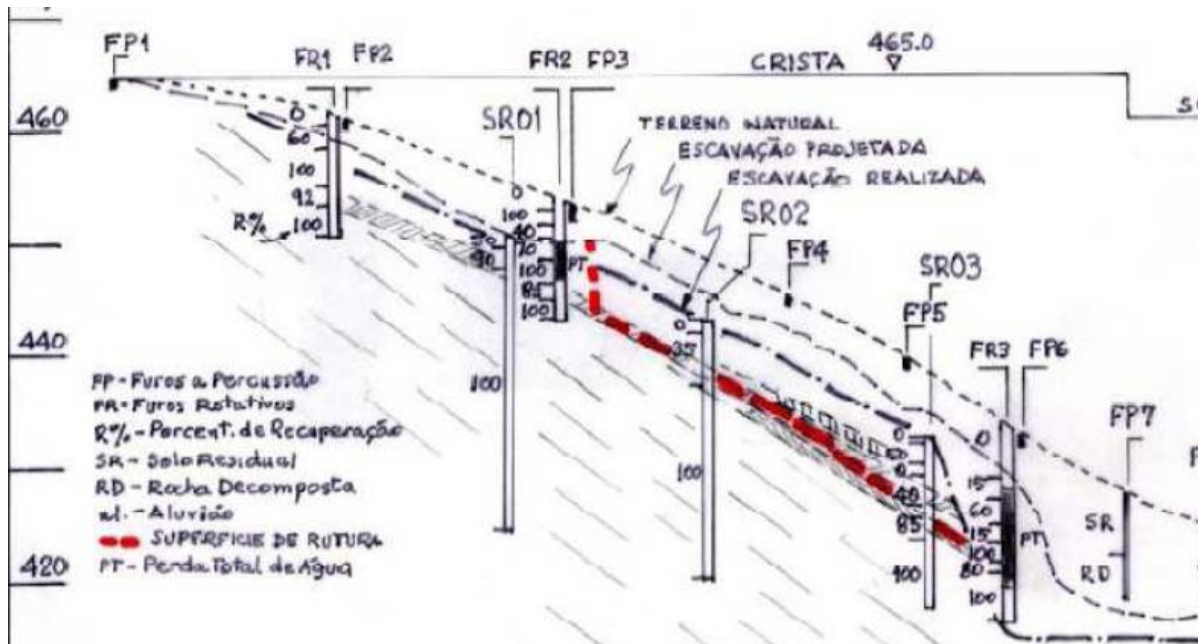 FP1
FR1 FP2
FR2 FP3
CRISTA 465.0
460
SR01
TERRENO NATURAL
ESCAVAÇÃO PROJETADA
ESCAVAÇÃO REALIZADA
SR02
FP4
SR03
FP5
FR3 FP6
FP7
0
60
100
92
100
R%
0
90
100
0
100
40
70
100
100
PT
0
35
100
0
0
0
40
85
100
0
15
60
15
100
80
100
PT
SR
RD
440
420
FP - Furos a Percussão
FR - Furos Rotativos
R% - Percent. de Recuperação
SR - Solo Residual
RD - Rocha Decomposta
al. - Aluvião
SUPERFICIE DE RUTURA
PT - Perda Total de Água